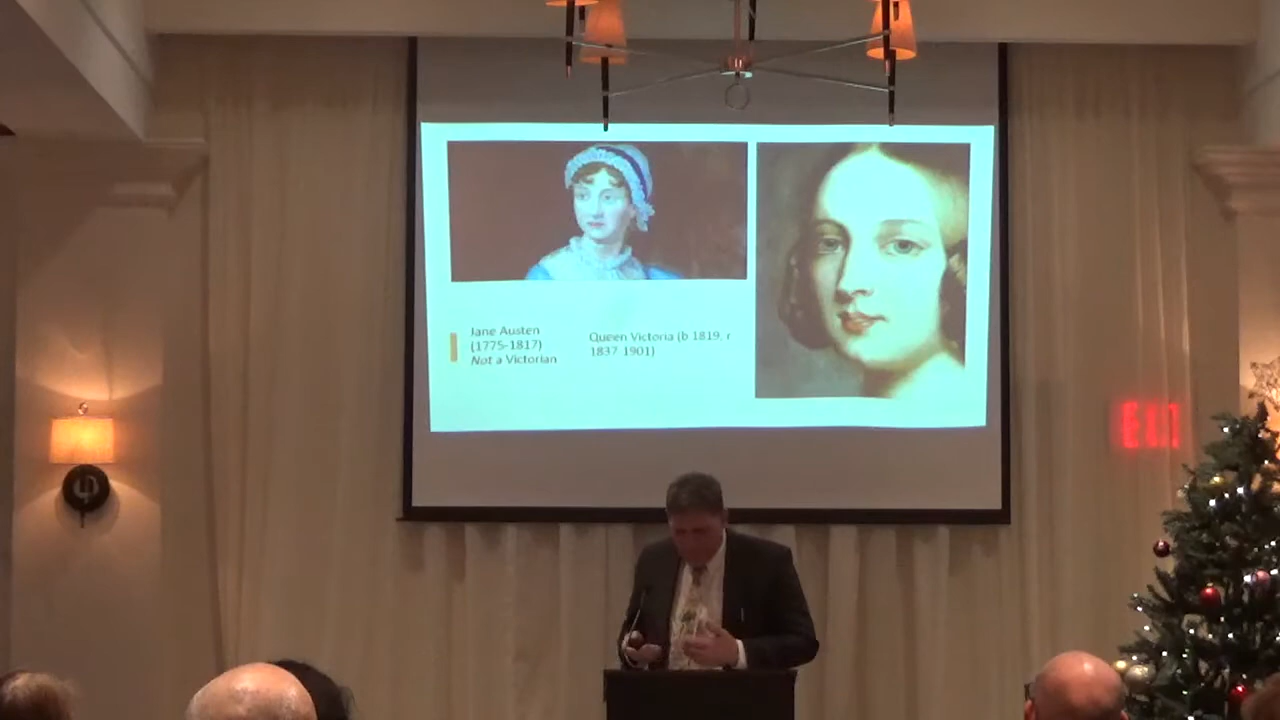 Jane Austen
(1775-1817)
Not a Victorian
Queen Victoria (b 1819, r
1837-1901)
EXIT